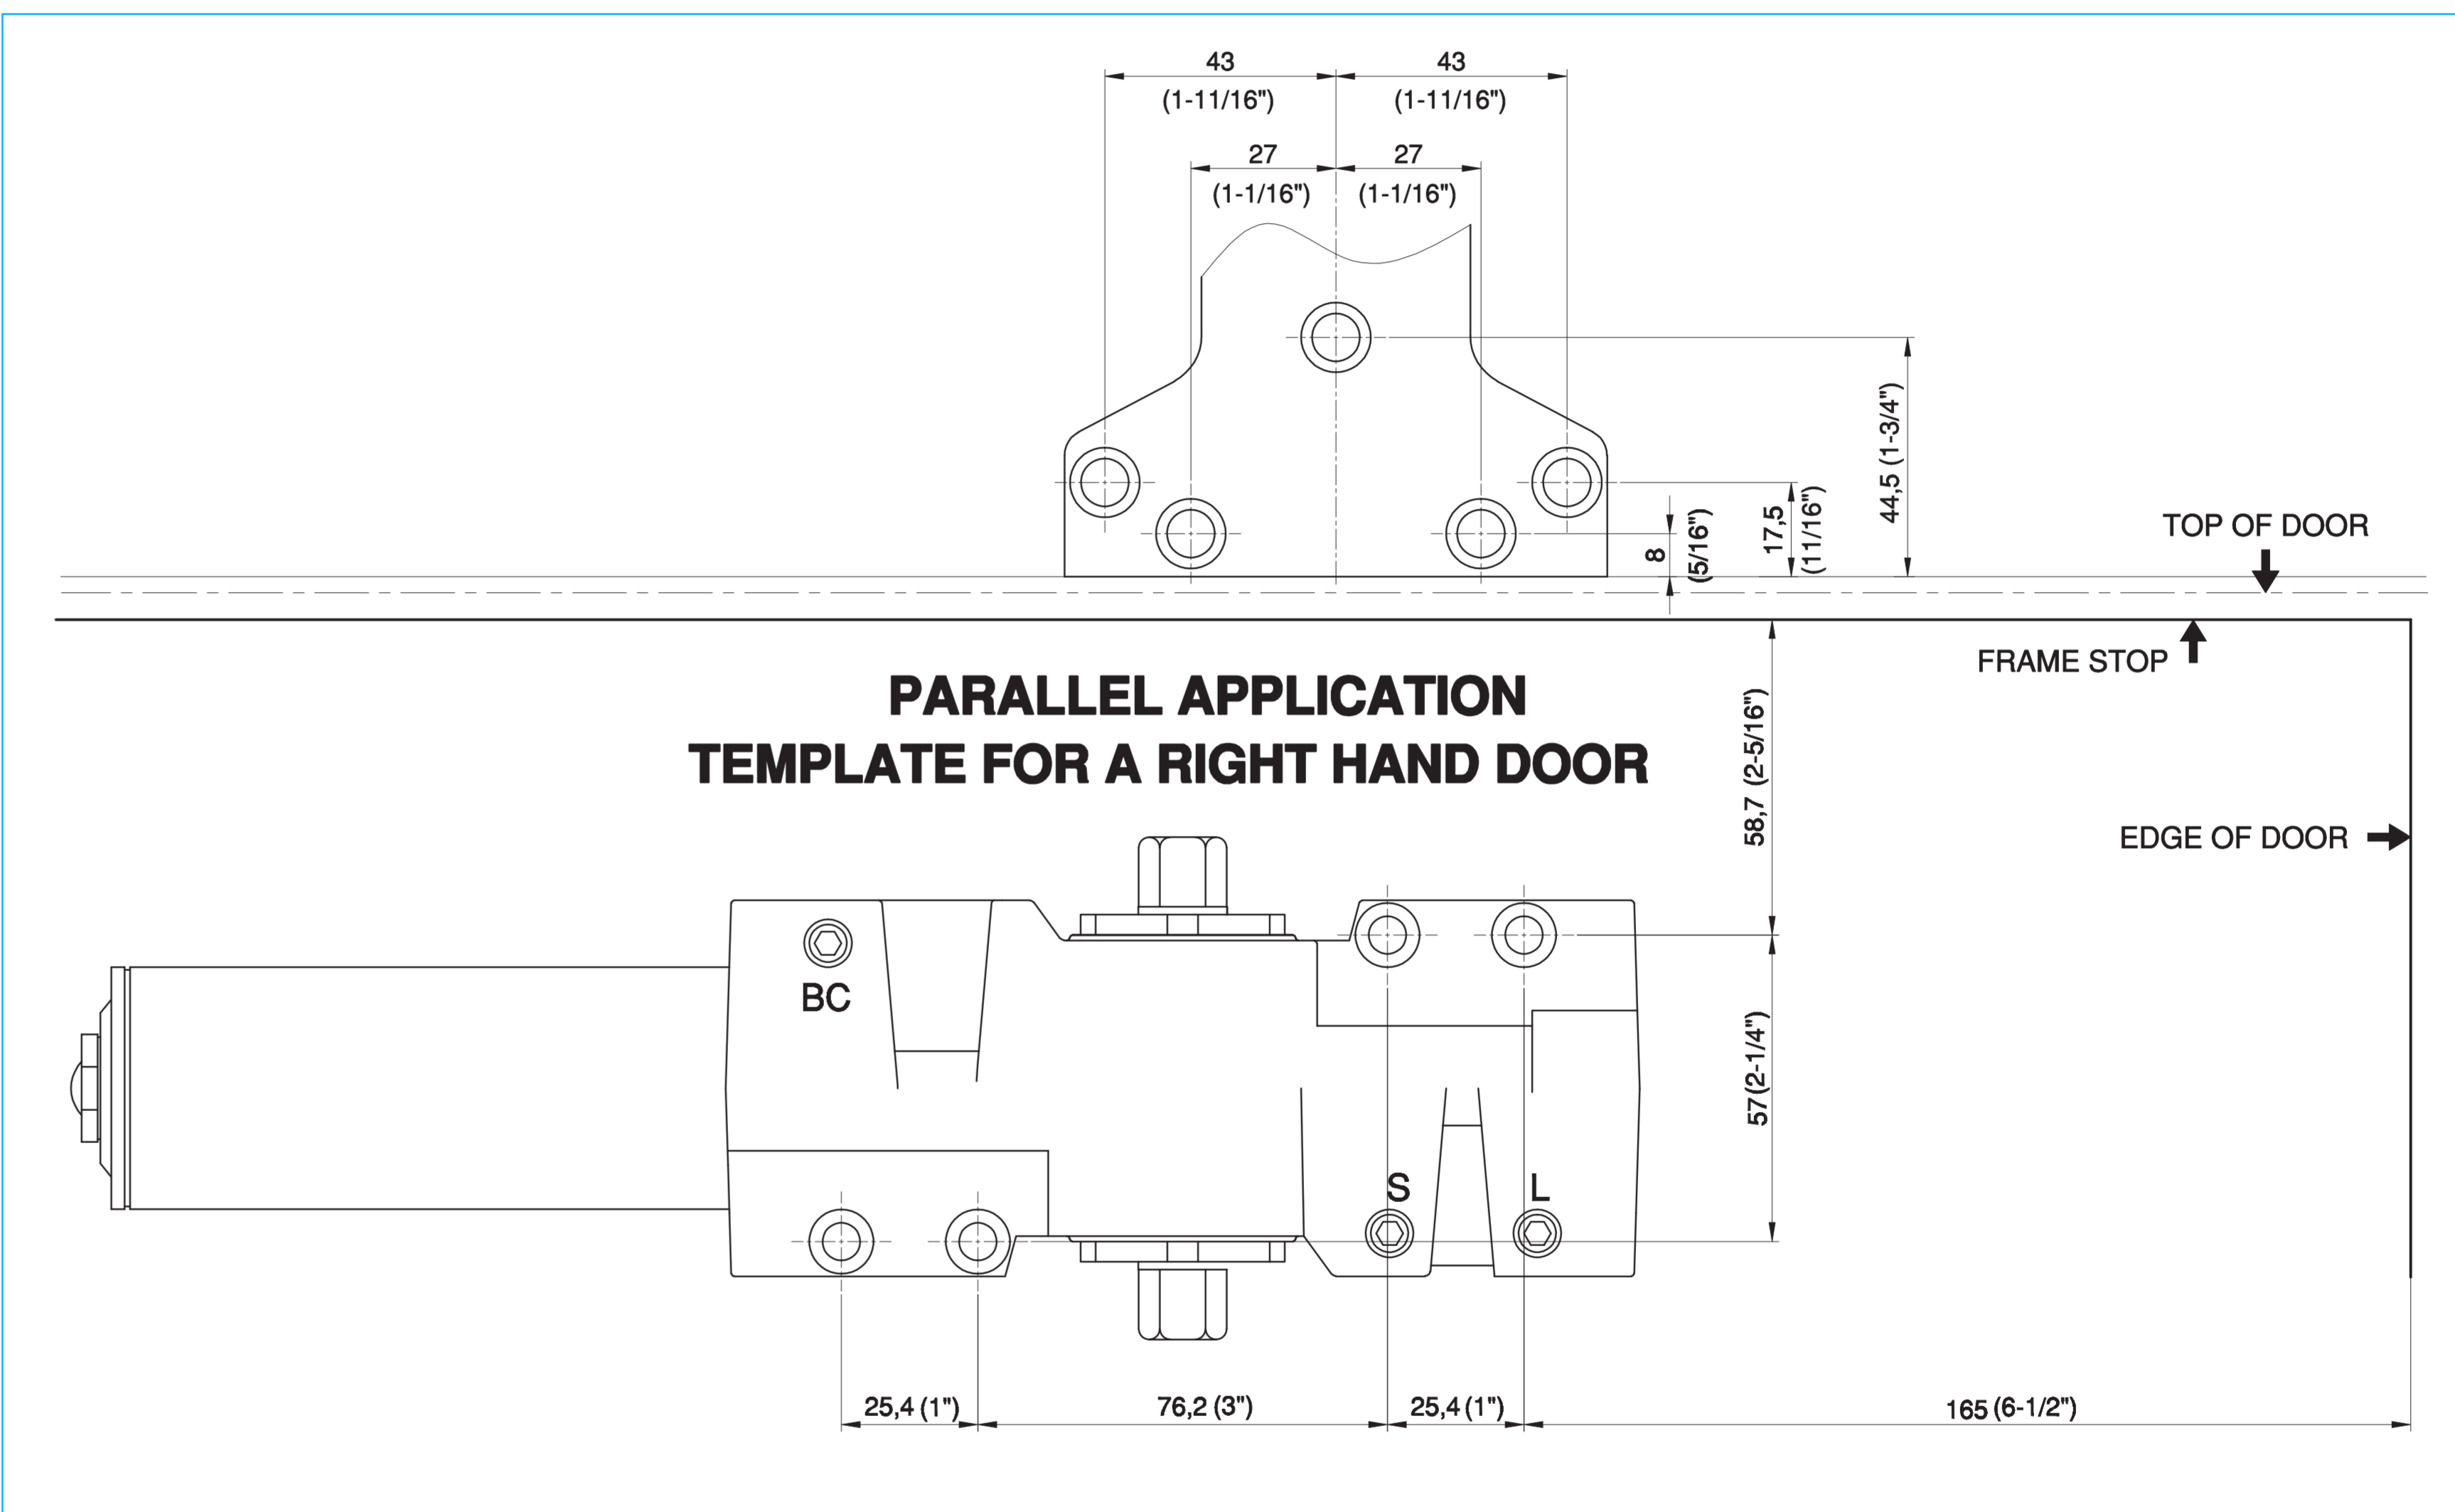 43
43
(1-11/16")
(1-11/16")
27
27
(1-1/16")
(1-1/16")
44,5 (1-3/4")
17,5
(11/16")
8
(5/16")
TOP OF DOOR
FRAME STOP
PARALLEL APPLICATION
TEMPLATE FOR A RIGHT HAND DOOR
58,7 (2-5/16")
EDGE OF DOOR
BC
57(2-1/4")
S
L
25,4 (1")
76,2 (3")
25,4 (1")
165 (6-1/2")